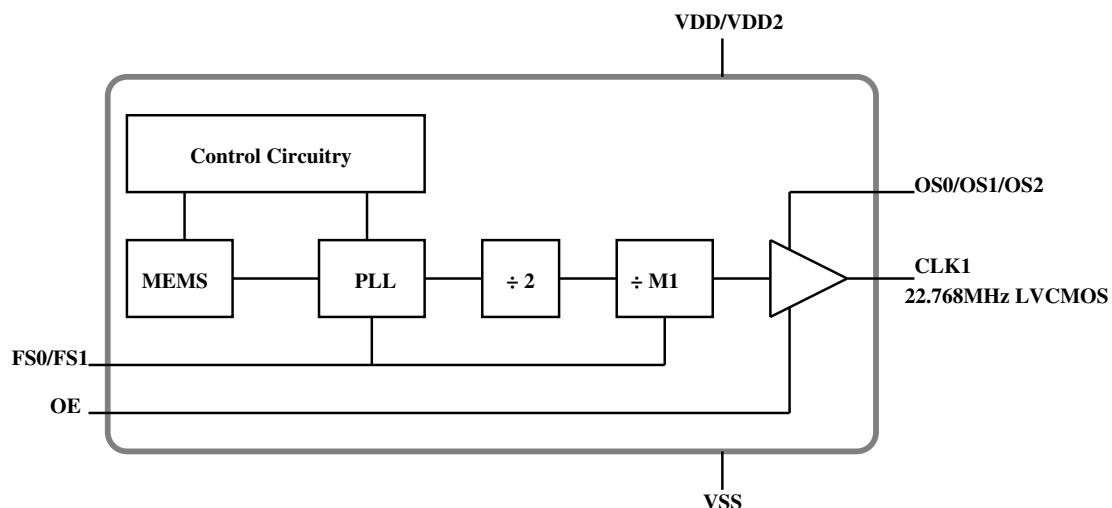 VDD/VDD2
Control Circuitry
OS0/OS1/OS2
MEMS
PLL
÷ 2
÷ M1
CLK1
22.768MHz LVCMOS
FS0/FS1
OE
VSS